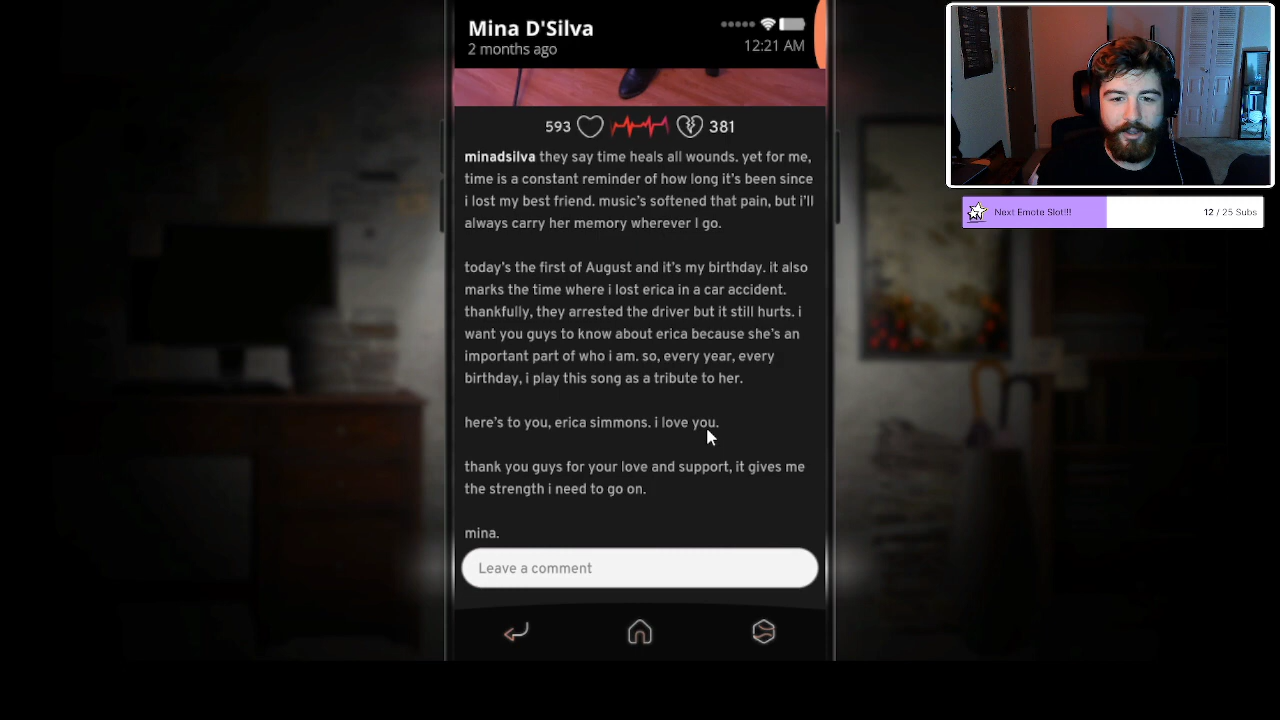 Mina D'Silva
2 months ago
12:21 AM
593
381
minadsilva they say time heals all wounds. yet for me,
time is a constant reminder of how long it's been since
i lost my best friend. music's softened that pain, but i'll
always carry her memory wherever I go.
today's the first of August and it's my birthday. it also
marks the time where i lost erica in a car accident.
thankfully, they arrested the driver but it still hurts. i
want you guys to know about erica because she's an
important part of who i am. so, every year, every
birthday, i play this song as a tribute to her.
here's to you, erica simmons. i love you.
thank you guys for your love and support, it gives me
the strength i need to go on.
mina.
Leave a comment
Next Emote Slot!!!
12 / 25 Subs